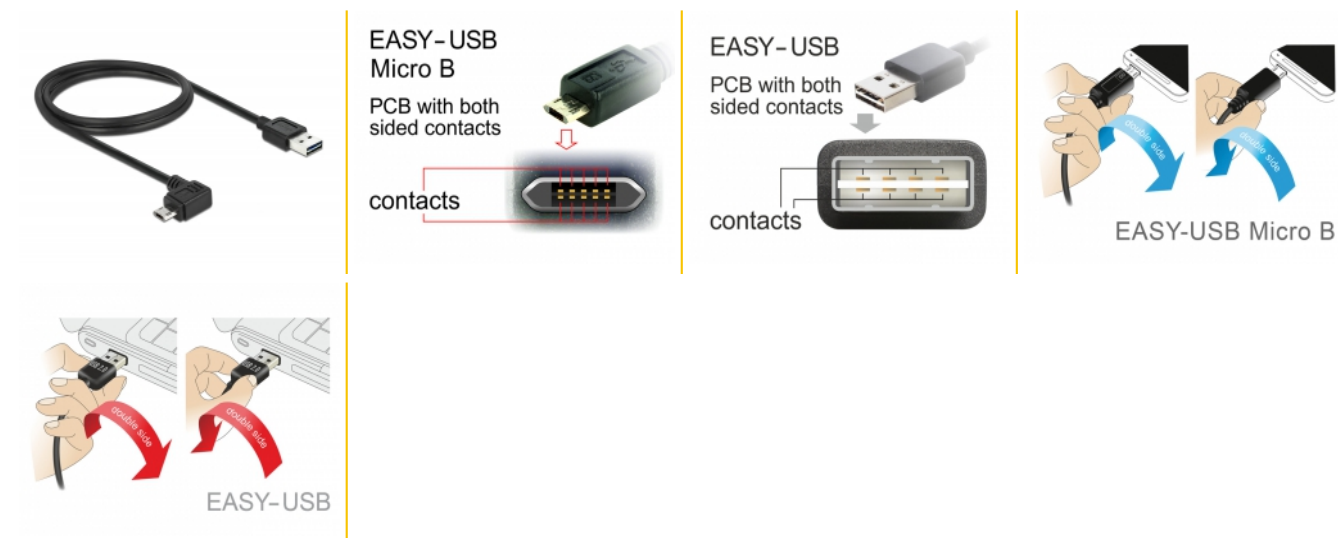 EASY-USB
Micro B
PCB with both
sided contacts
contacts
EASY-USB
PCB with both
sided contacts
contacts
double side
double side
EASY-USB Micro B
double side
double side
EASY-USB